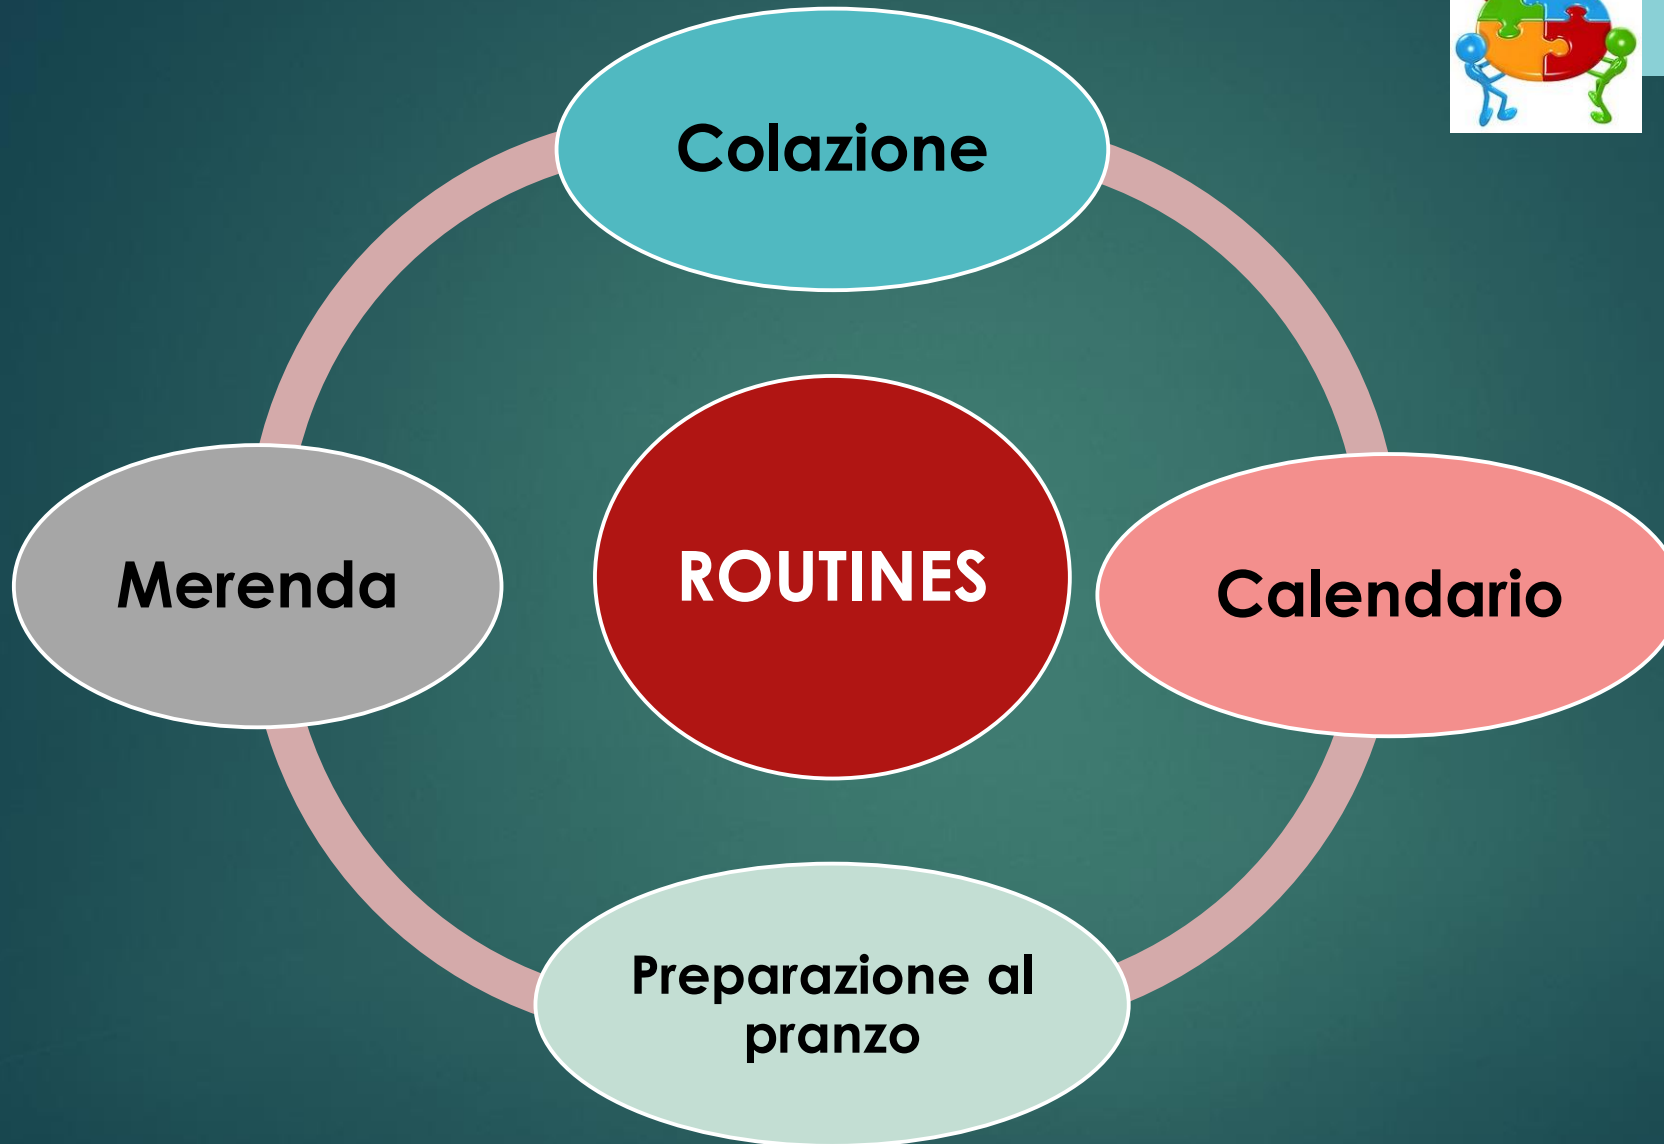 Colazione
Merenda
ROUTINES
Calendario
Preparazione al
pranzo